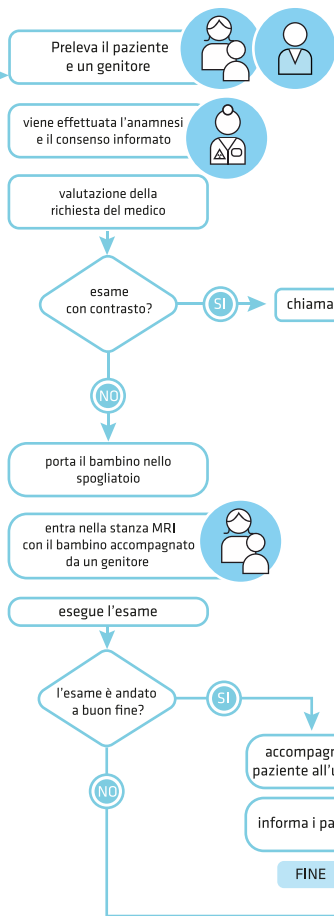 Preleva il paziente
e un genitore
viene effettuata l'anamnesi
e il consenso informato
valutazione della
richiesta del medico
esame
con contrasto?
SI
chiama
NO
porta il bambino nello
spogliatoio
entra nella stanza MRI
con il bambino accompagnato
da un genitore
esegue l'esame
l'esame è andato
a buon fine?
SI
NO
accompagn
paziente all'u
informa i pa
FINE